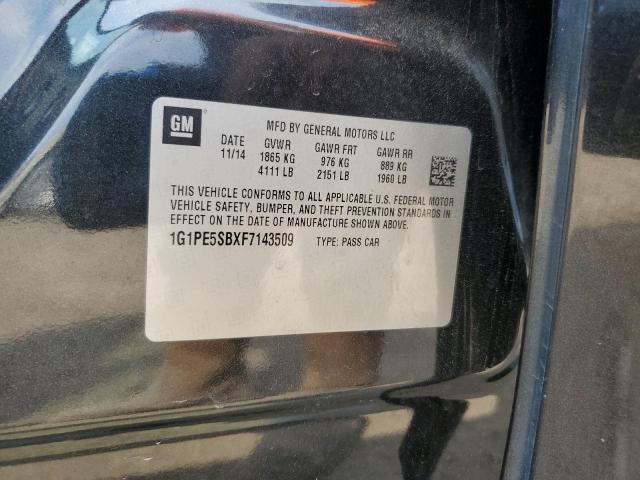 GM
MFD BY GENERAL MOTORS LLC
DATE GVWR GAWR FRT GAWR RR
11/14 1865 KG 976 KG 889 KG
4111 LB 2151 LB 1960 LB
THIS VEHICLE CONFORMS TO ALL APPLICABLE U.S. FEDERAL MOTOR
VEHICLE SAFETY, BUMPER, AND THEFT PREVENTION STANDARDS IN
EFFECT ON THE DATE OF MANUFACTURE SHOWN ABOVE.
1G1PE5SBXF7143509 TYPE: PASS CAR